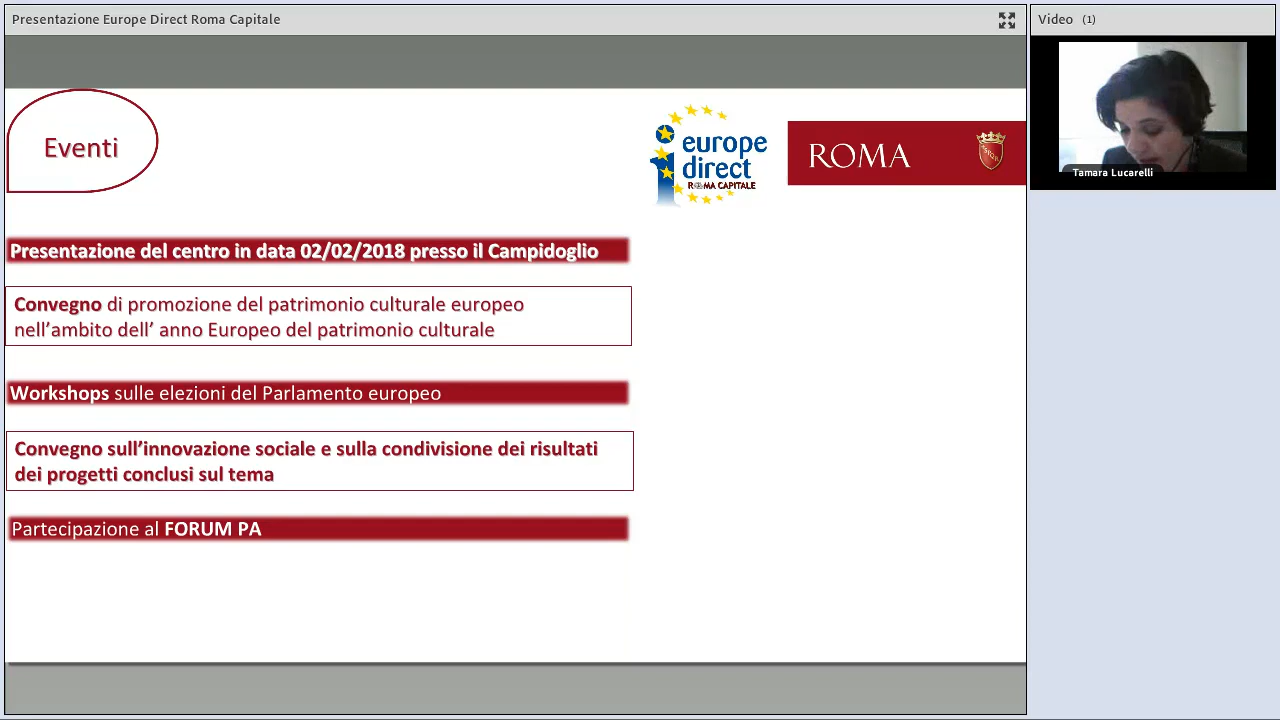 Presentazione Europe Direct Roma Capitale
Video (1)
Tamara Lucarelli
Eventi
europe
direct
ROMA CAPITALE
ROMA
SPQR
Presentazione del centro in data 02/02/2018 presso il Campidoglio
Convegno di promozione del patrimonio culturale europeo
nell’ambito dell’ anno Europeo del patrimonio culturale
Workshops sulle elezioni del Parlamento europeo
Convegno sull’innovazione sociale e sulla condivisione dei risultati
dei progetti conclusi sul tema
Partecipazione al FORUM PA